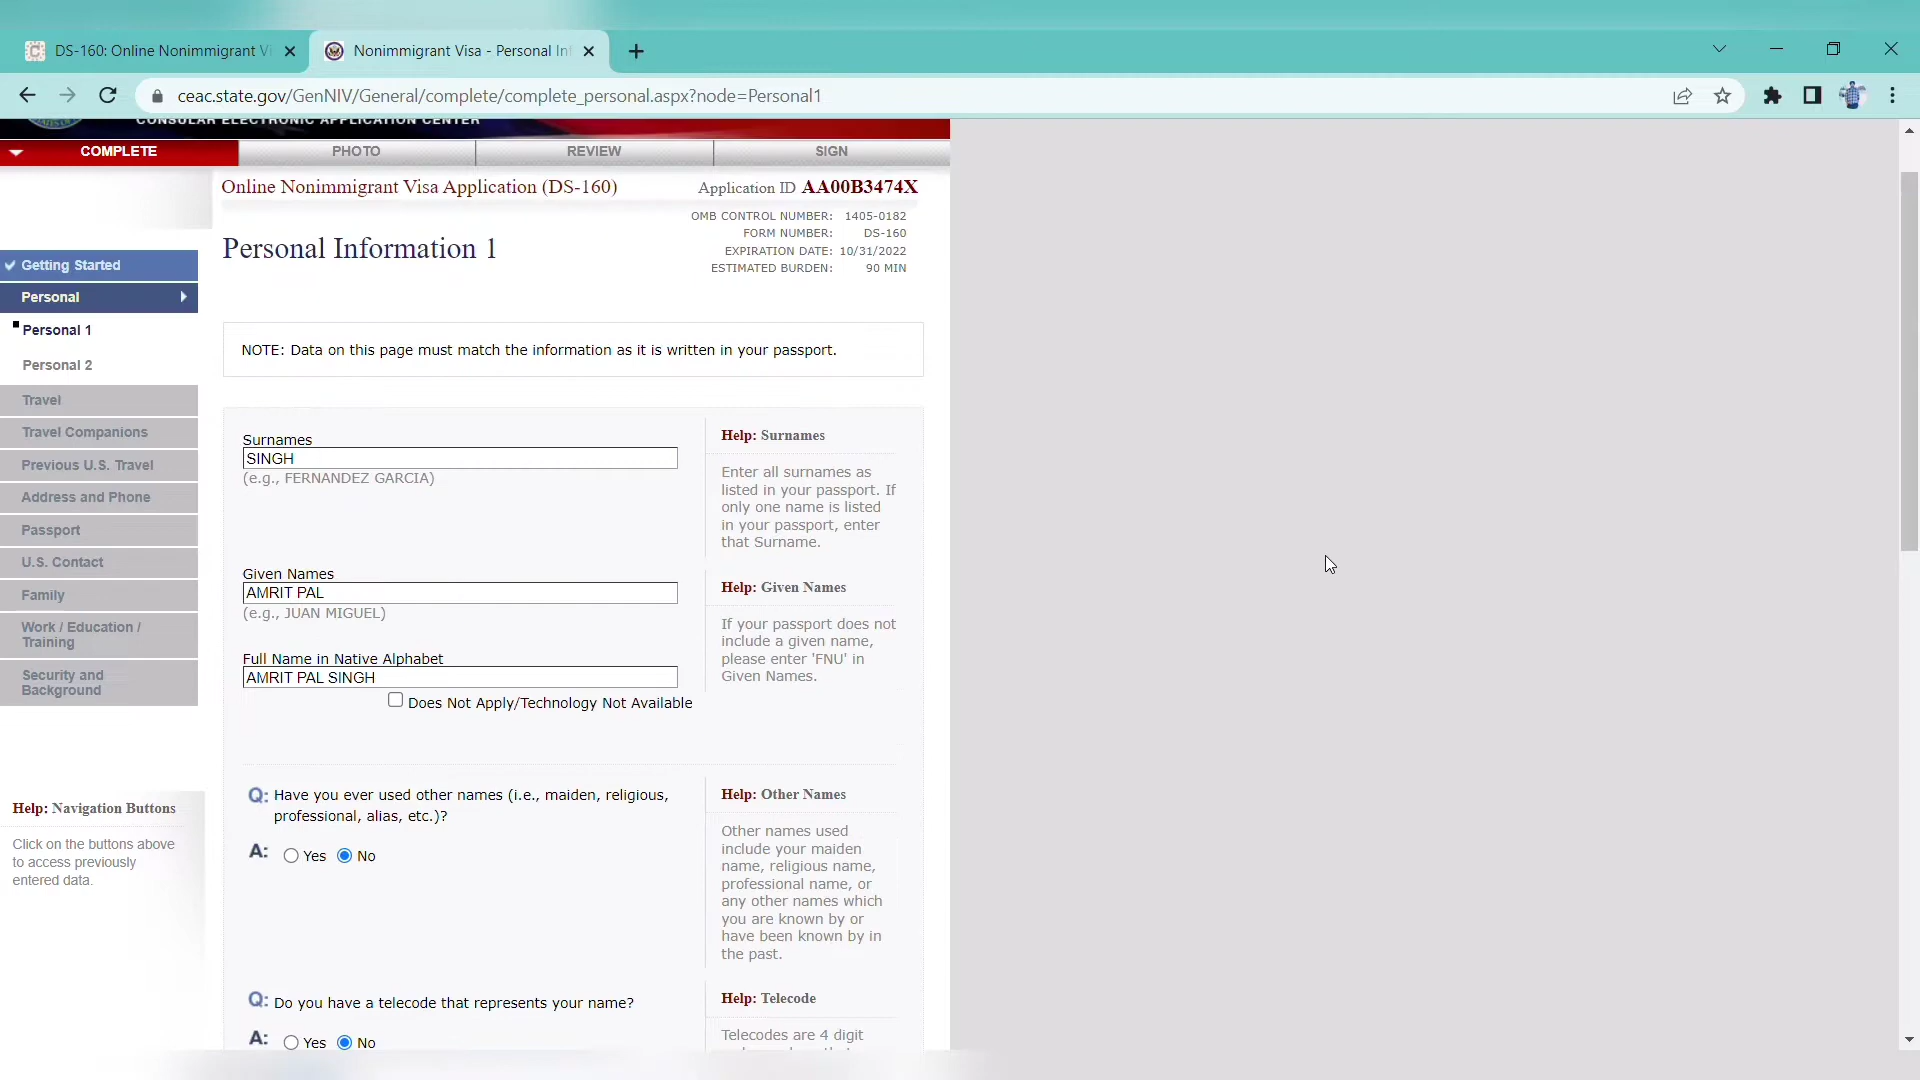 DS-160: Online Nonimmigrant Vi
Nonimmigrant Visa - Personal In
ceac.state.gov/GenNIV/General/complete/complete_personal.aspx?node=Personal1
CONSULAR ELECTRONIC APPLICATION CENTER
COMPLETE
PHOTO
REVIEW
SIGN
Online Nonimmigrant Visa Application (DS-160)
Application ID AA00B3474X
OMB CONTROL NUMBER: 1405-0182
FORM NUMBER: DS-160
EXPIRATION DATE: 10/31/2022
ESTIMATED BURDEN: 90 MIN
Personal Information 1
Getting Started
Personal
Personal 1
Personal 2
Travel
Travel Companions
Previous U.S. Travel
Address and Phone
Passport
U.S. Contact
Family
Work / Education /
Training
Security and
Background
Help: Navigation Buttons
Click on the buttons above
to access previously
entered data.
NOTE: Data on this page must match the information as it is written in your passport.
Surnames
SINGH
(e.g., FERNANDEZ GARCIA)
Help: Surnames
Enter all surnames as
listed in your passport. If
only one name is listed
in your passport, enter
that Surname.
Given Names
AMRIT PAL
(e.g., JUAN MIGUEL)
Help: Given Names
If your passport does not
include a given name,
please enter 'FNU' in
Given Names.
Full Name in Native Alphabet
AMRIT PAL SINGH
Does Not Apply/Technology Not Available
Q: Have you ever used other names (i.e., maiden, religious,
professional, alias, etc.)?
A: Yes No
Help: Other Names
Other names used
include your maiden
name, religious name,
professional name, or
any other names which
you are known by or
have been known by in
the past.
Q: Do you have a telecode that represents your name?
A: Yes No
Help: Telecode
Telecodes are 4 digit